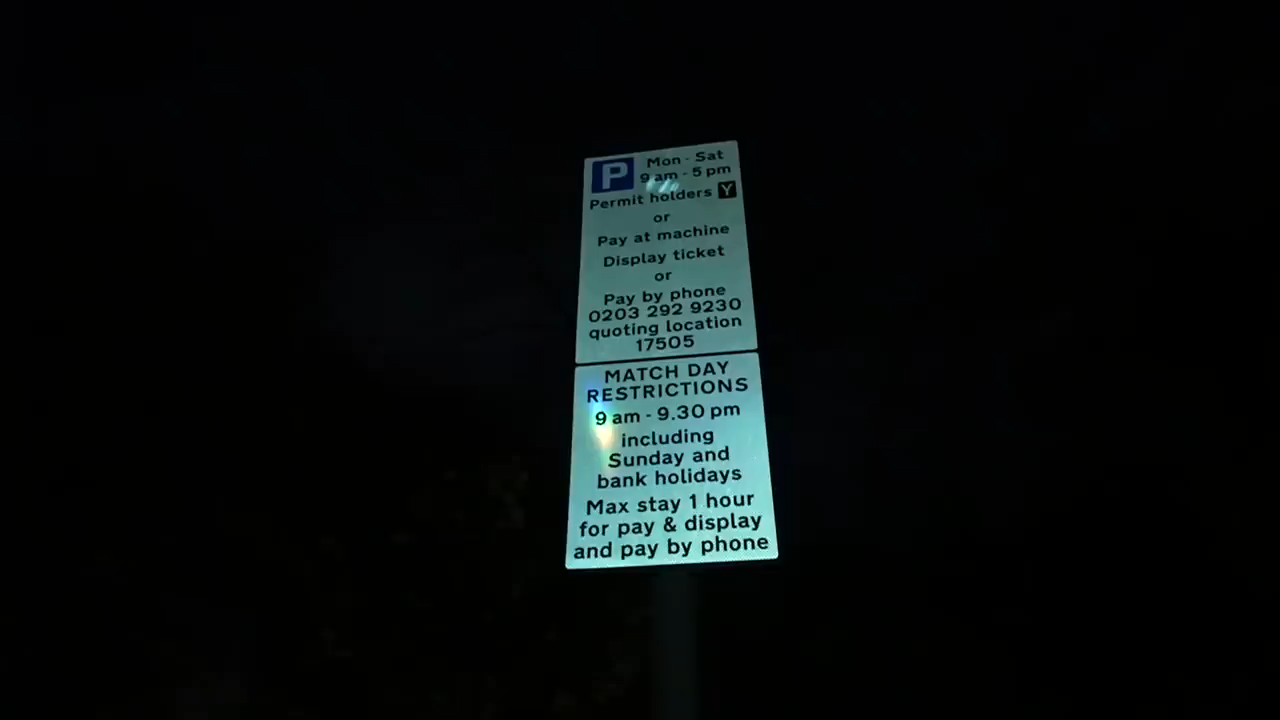 P Mon - Sat
9 am - 5 pm
Permit holders Y
or
Pay at machine
Display ticket
or
Pay by phone
0203 292 9230
quoting location
17505
MATCH DAY
RESTRICTIONS
9 am - 9.30 pm
including
Sunday and
bank holidays
Max stay 1 hour
for pay & display
and pay by phone